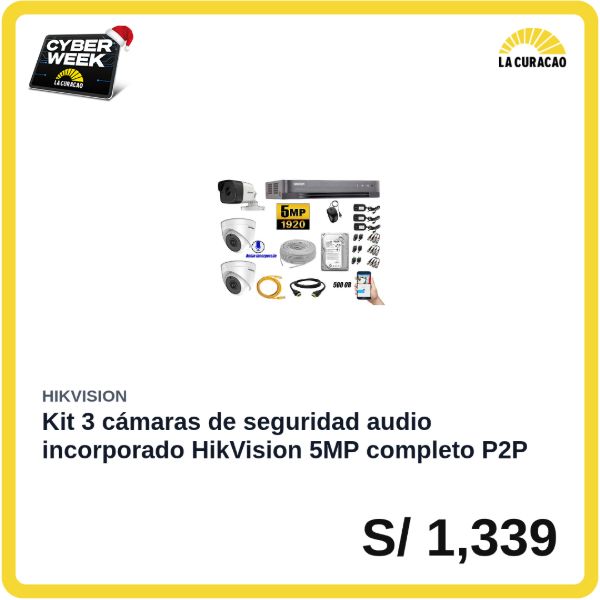 CYBER
WEEK
LA CURACAO
LA CURACAO
5MP
1920
500 GB
HIKVISION
Kit 3 cámaras de seguridad audio
incorporado HikVision 5MP completo P2P
S/ 1,339